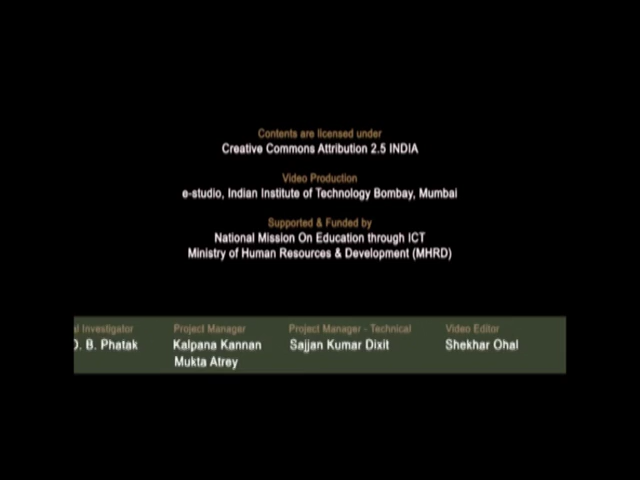 Contents are licensed under
Creative Commons Attribution 2.5 INDIA
Video Production
e-studio, Indian Institute of Technology Bombay, Mumbai
Supported & Funded by
National Mission On Education through ICT
Ministry of Human Resources & Development (MHRD)
Investigator Project Manager Project Manager - Technical Video Editor
D. B. Phatak Kalpana Kannan Sajjan Kumar Dixit Shekhar Ohal
Mukta Atrey